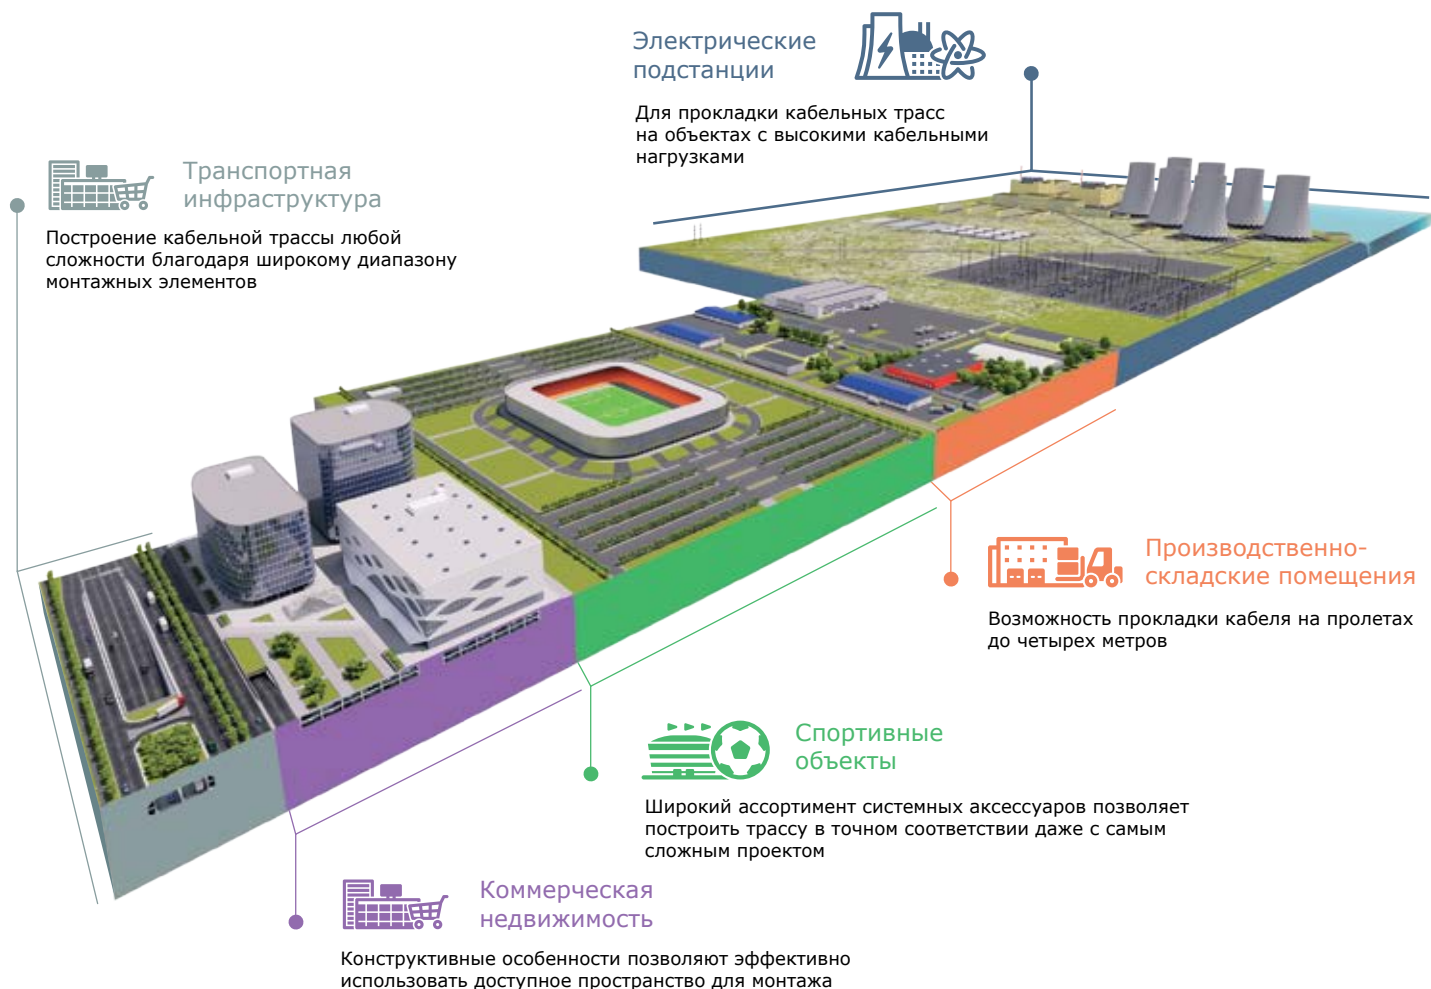 Электрические
подстанции
Для прокладки кабельных трасс
на объектах с высокими кабельными
нагрузками
Транспортная
инфраструктура
Построение кабельной трассы любой
сложности благодаря широкому диапазону
монтажных элементов
Производственно-
складские помещения
Возможность прокладки кабеля на пролетах
до четырех метров
Спортивные
объекты
Широкий ассортимент системных аксессуаров позволяет
построить трассу в точном соответствии даже с самым
сложным проектом
Коммерческая
недвижимость
Конструктивные особенности позволяют эффективно
использовать доступное пространство для монтажа